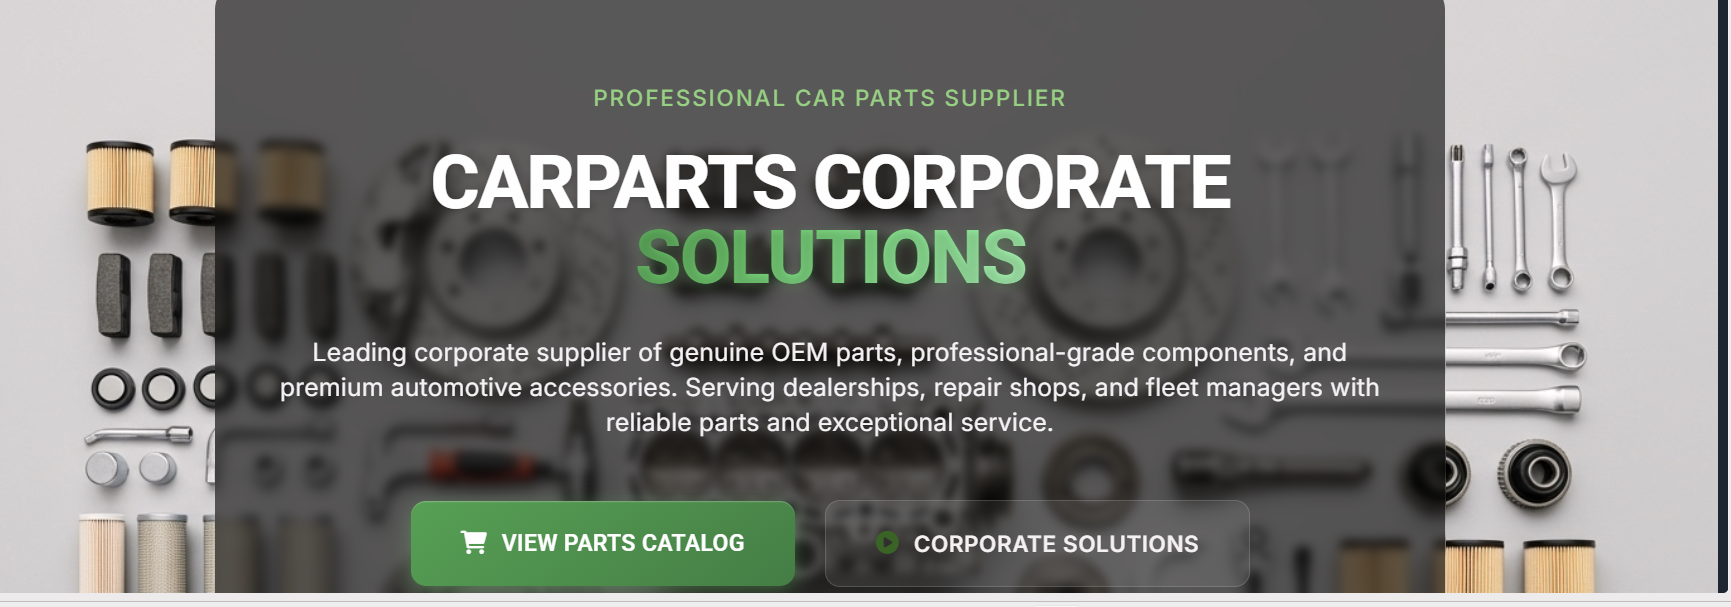 PROFESSIONAL CAR PARTS SUPPLIER
CARPARTS CORPORATE
SOLUTIONS
Leading corporate supplier of genuine OEM parts, professional-grade components, and
premium automotive accessories. Serving dealerships, repair shops, and fleet managers with
reliable parts and exceptional service.
VIEW PARTS CATALOG
CORPORATE SOLUTIONS